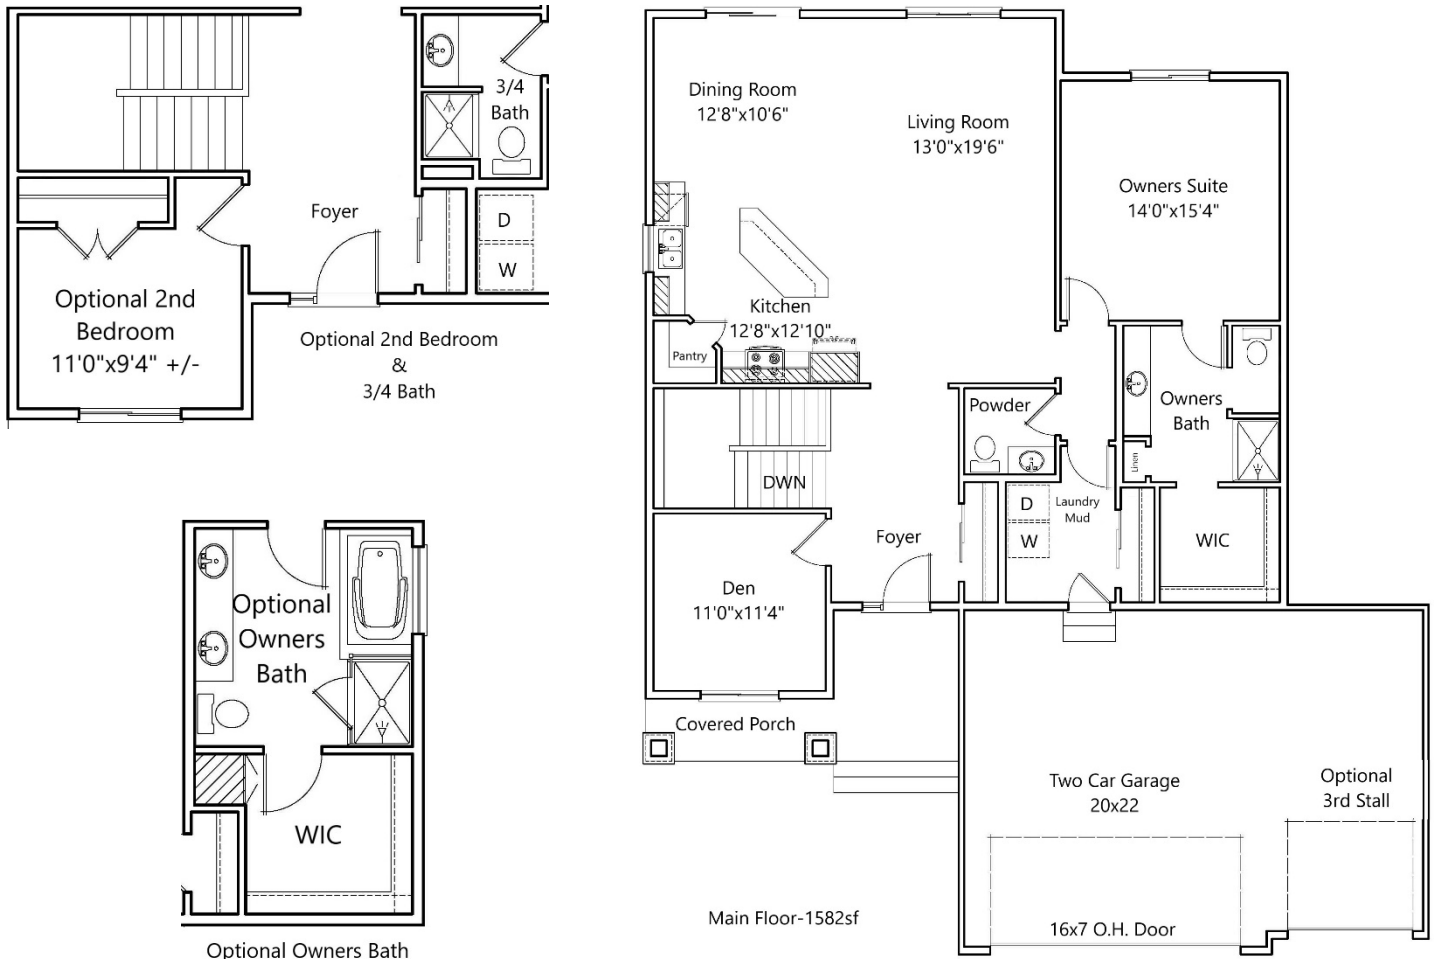 3/4
Bath
Foyer
D
W
Optional 2nd
Bedroom
11'0"x9'4" +/-
Optional 2nd Bedroom
&
3/4 Bath
Optional
Owners
Bath
WIC
Optional Owners Bath
Dining Room
12'8"x10'6"
Living Room
13'0"x19'6"
Owners Suite
14'0"x15'4"
Kitchen
12'8"x12'10"
Pantry
Powder
Owners
Bath
Linen
DWN
D
W
Laundry
Mud
WIC
Foyer
Den
11'0"x11'4"
Covered Porch
Two Car Garage
20x22
Optional
3rd Stall
16x7 O.H. Door
Main Floor-1582sf